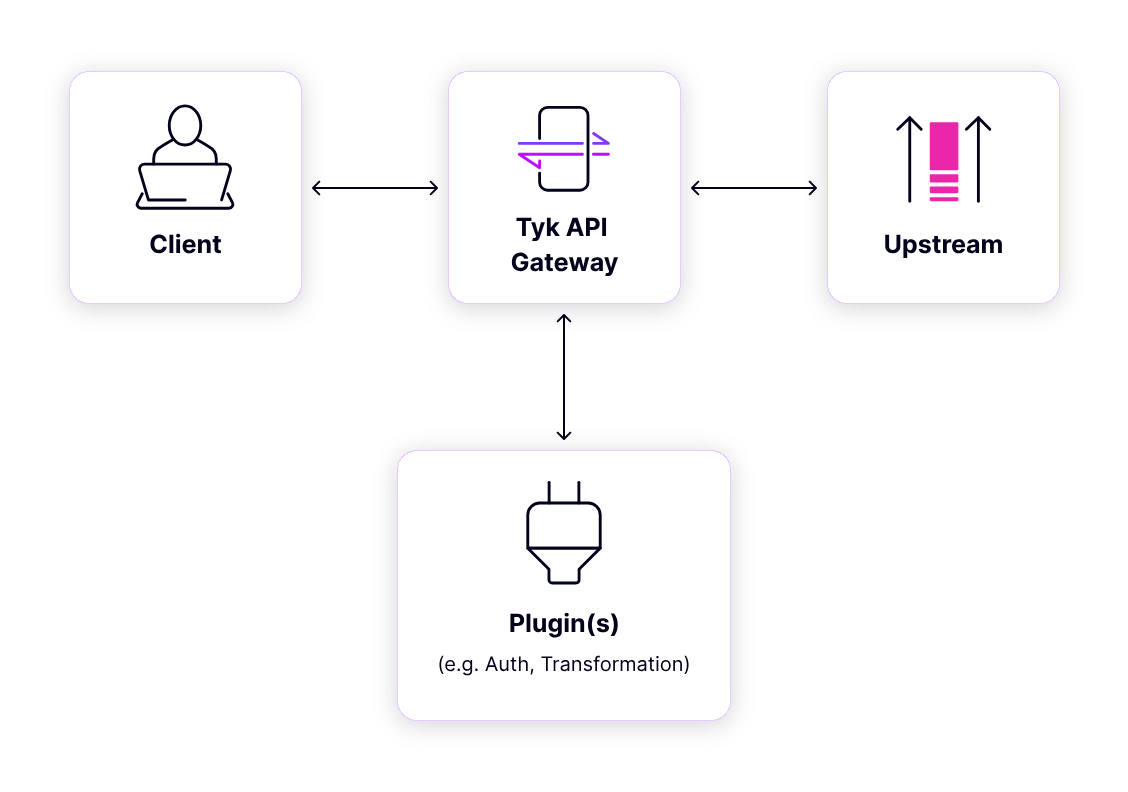 Client
Tyk API
Gateway
Upstream
Plugin(s)
(e.g. Auth, Transformation)